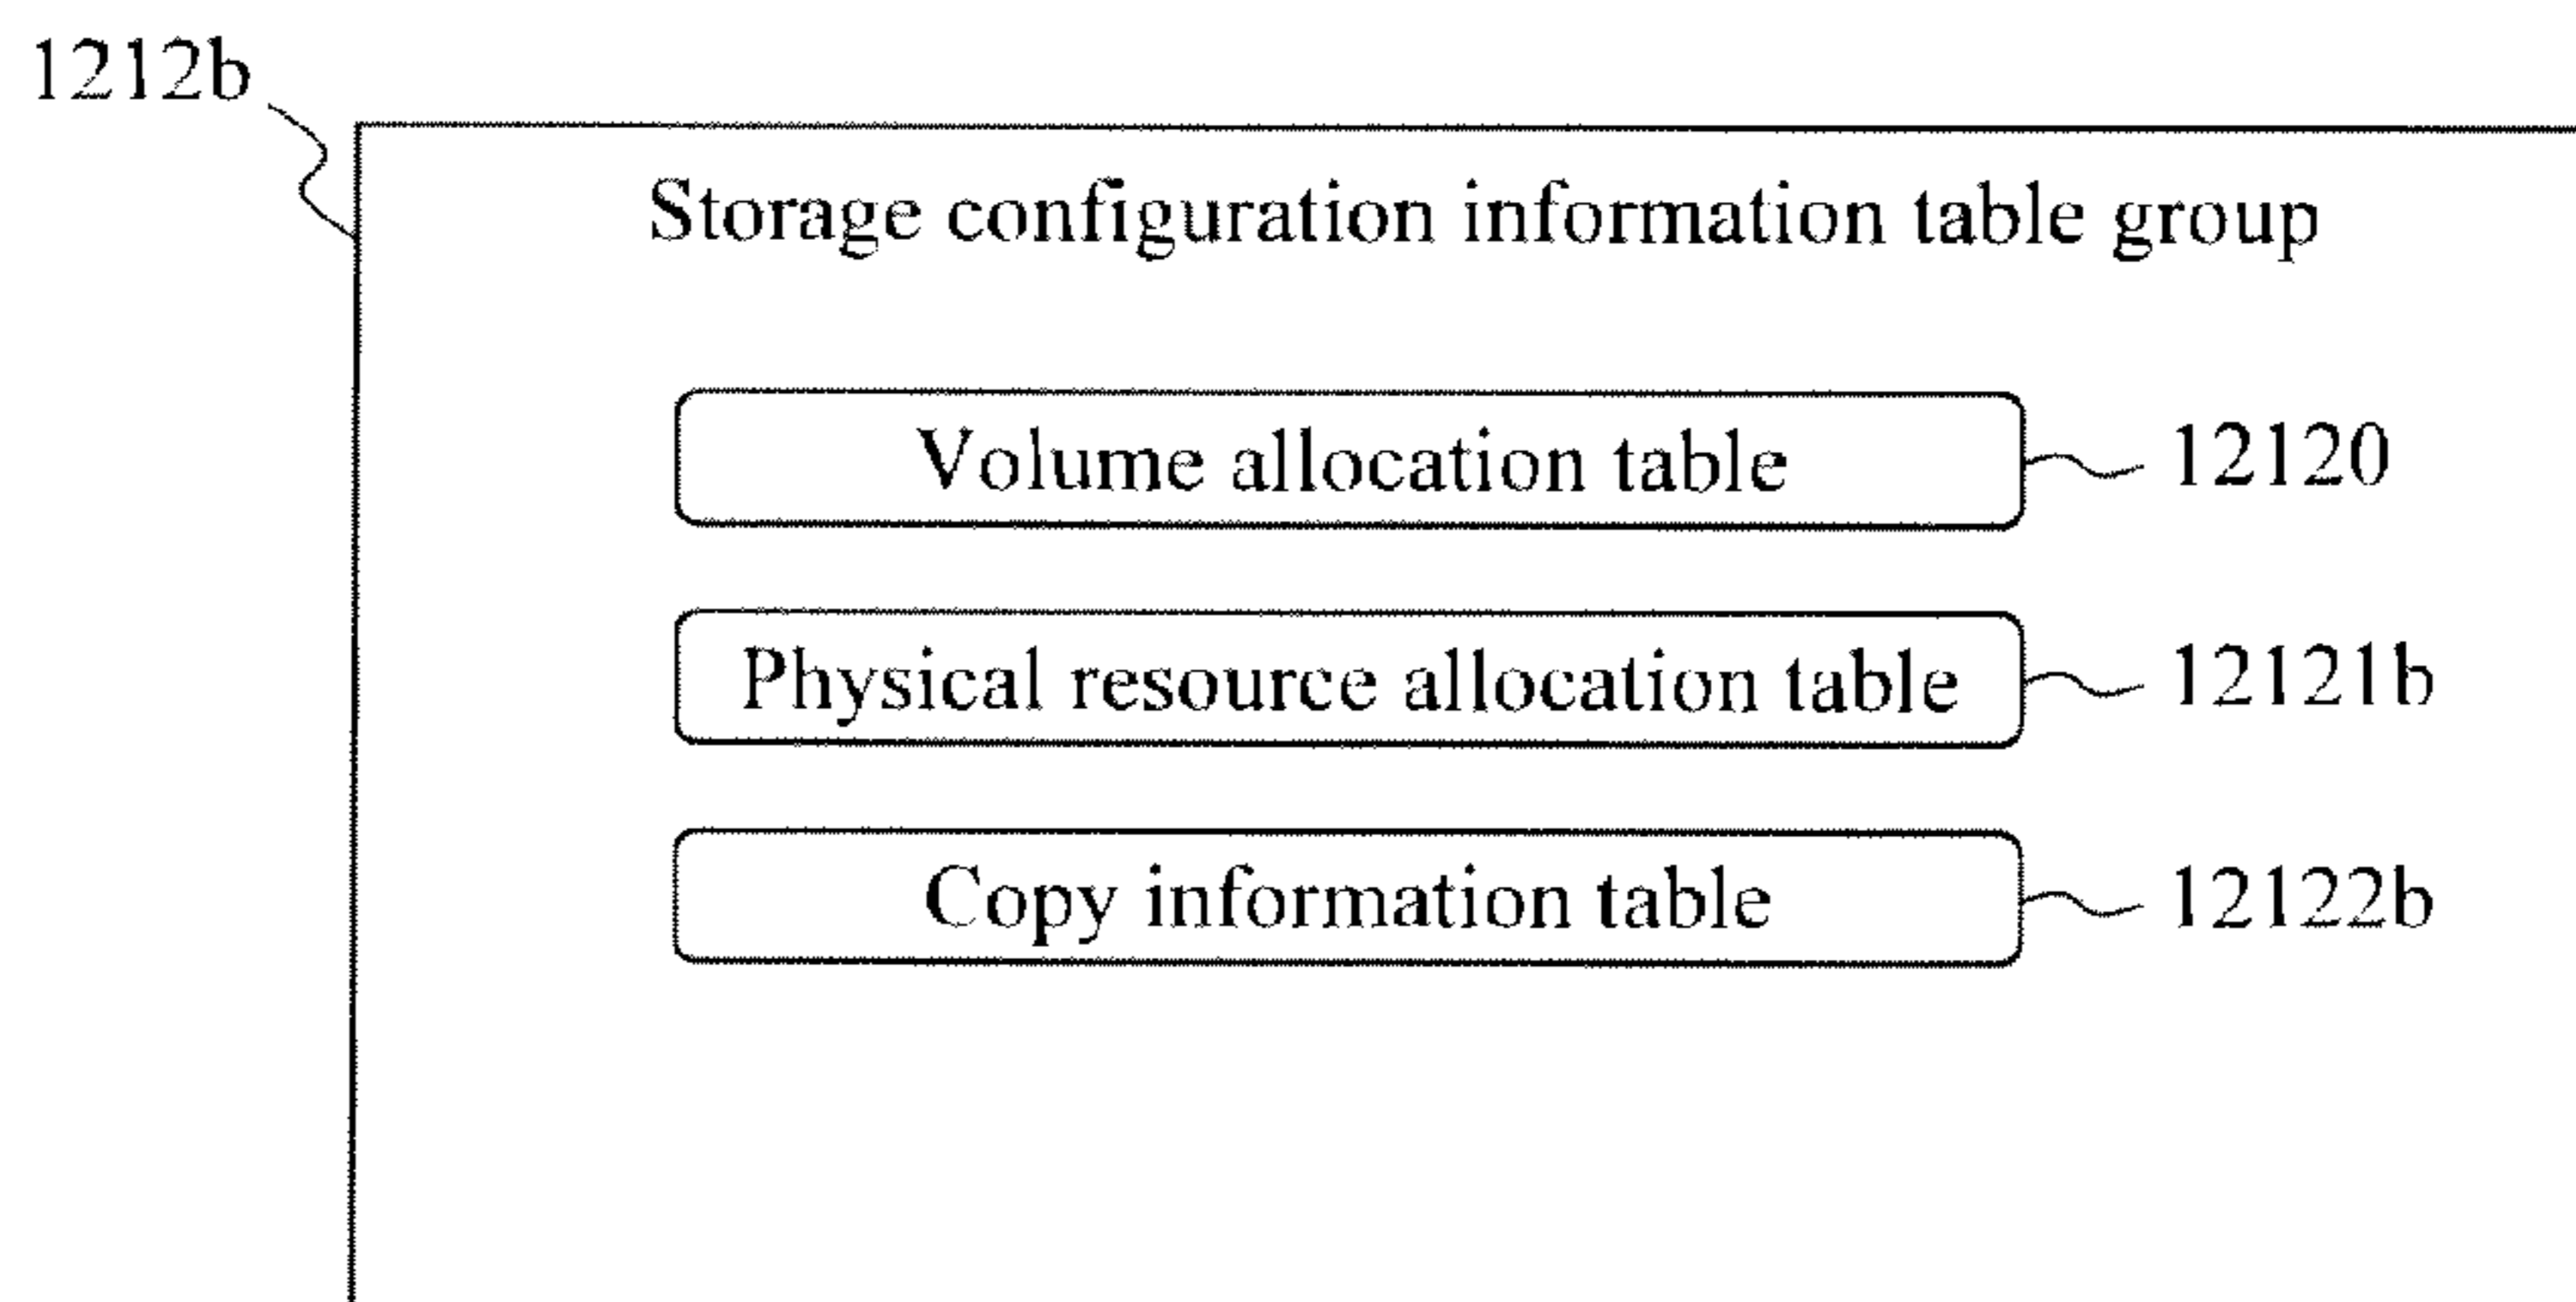 1212b
Storage configuration information table group
Volume allocation table 12120
Physical resource allocation table 12121b
Copy information table 12122b